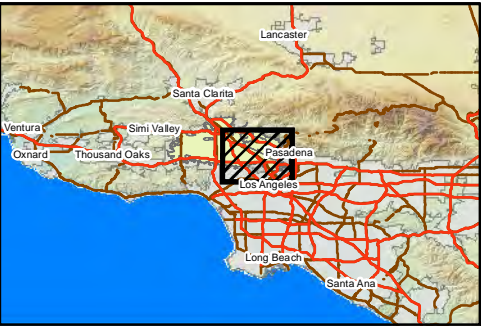 Lancaster
Santa Clarita
Ventura
Simi Valley
Oxnard
Thousand Oaks
Pasadena
Los Angeles
Long Beach
Santa Ana